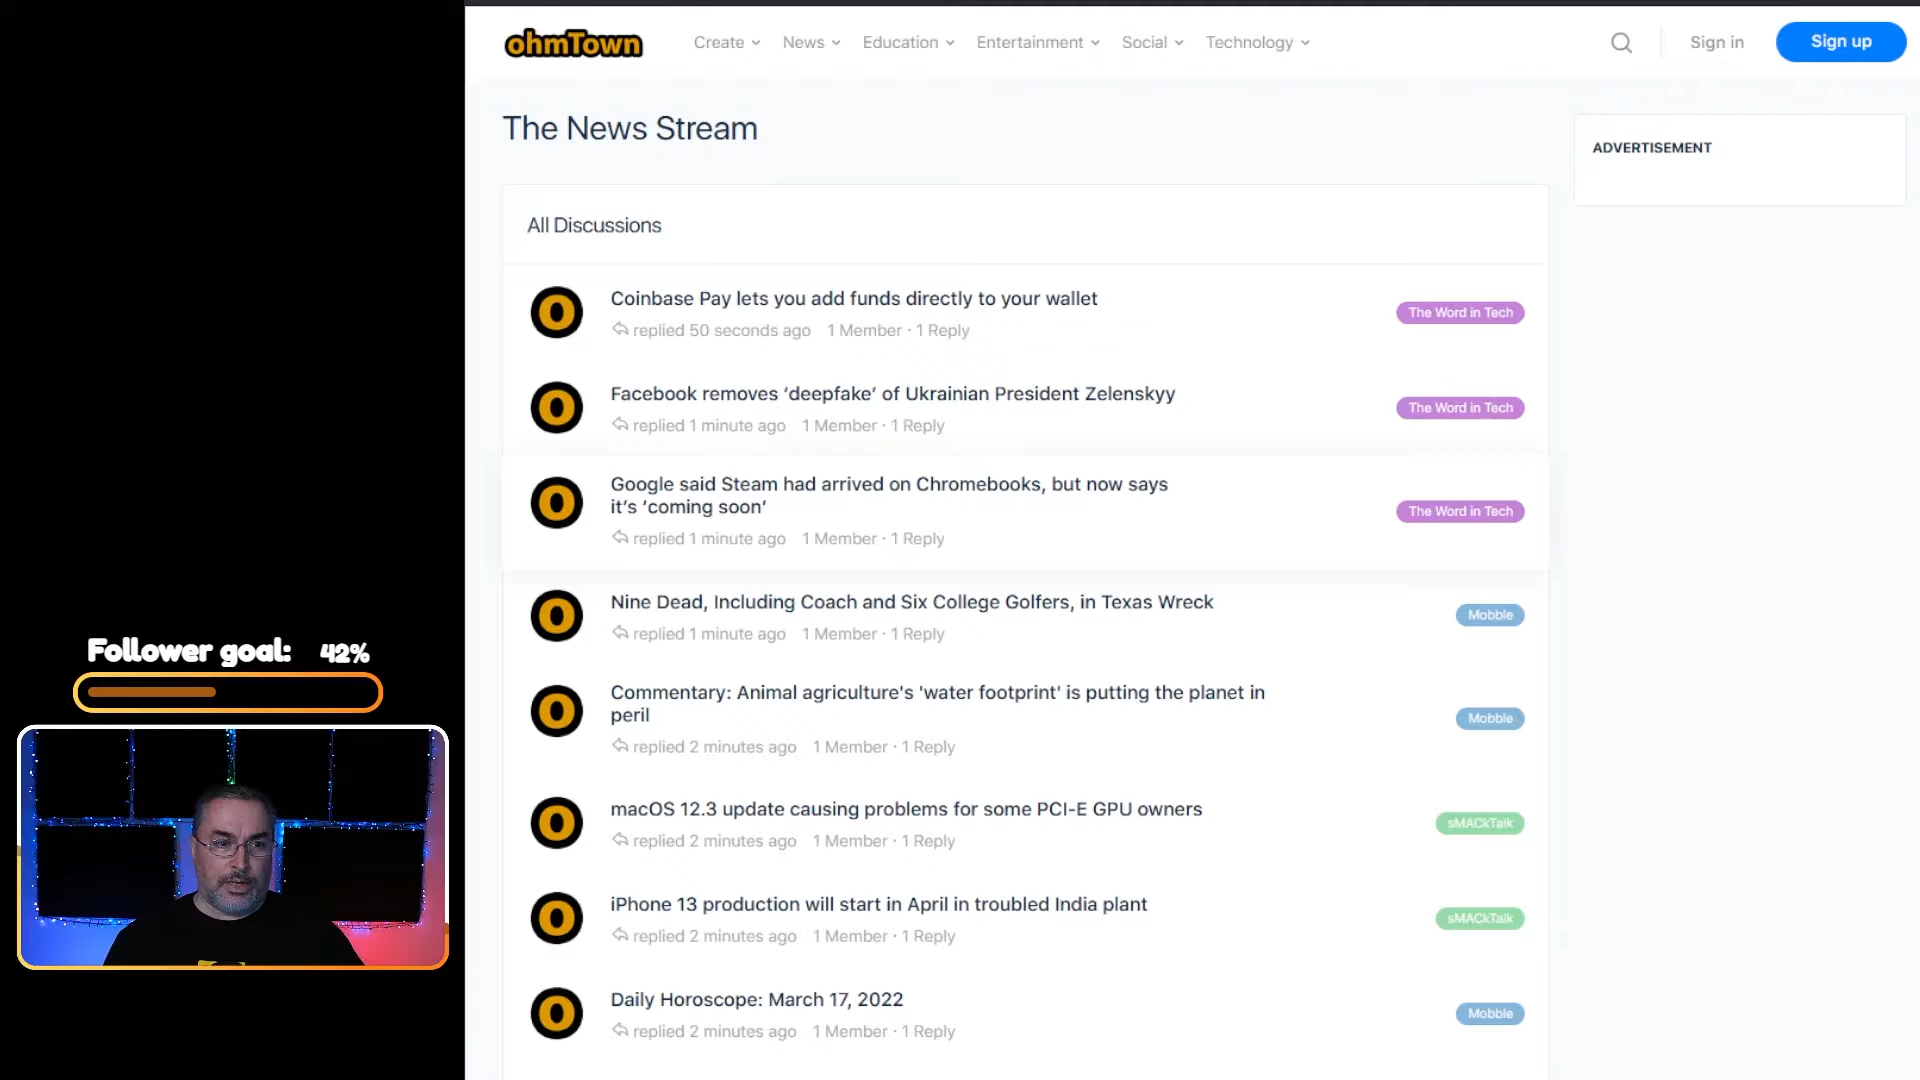 ohmTown
Create
News
Education
Entertainment
Social
Technology
Sign in
Sign up
The News Stream
ADVERTISEMENT
All Discussions
Coinbase Pay lets you add funds directly to your wallet
replied 50 seconds ago 1 Member · 1 Reply
The Word in Tech
Facebook removes ‘deepfake’ of Ukrainian President Zelenskyy
replied 1 minute ago 1 Member · 1 Reply
The Word in Tech
Google said Steam had arrived on Chromebooks, but now says
it’s ‘coming soon’
replied 1 minute ago 1 Member · 1 Reply
The Word in Tech
Nine Dead, Including Coach and Six College Golfers, in Texas Wreck
replied 1 minute ago 1 Member · 1 Reply
Mobble
Commentary: Animal agriculture's 'water footprint' is putting the planet in
peril
replied 2 minutes ago 1 Member · 1 Reply
Mobble
macOS 12.3 update causing problems for some PCI-E GPU owners
replied 2 minutes ago 1 Member · 1 Reply
sMACkTalk
iPhone 13 production will start in April in troubled India plant
replied 2 minutes ago 1 Member · 1 Reply
sMACkTalk
Daily Horoscope: March 17, 2022
replied 2 minutes ago 1 Member · 1 Reply
Mobble
Follower goal: 42%